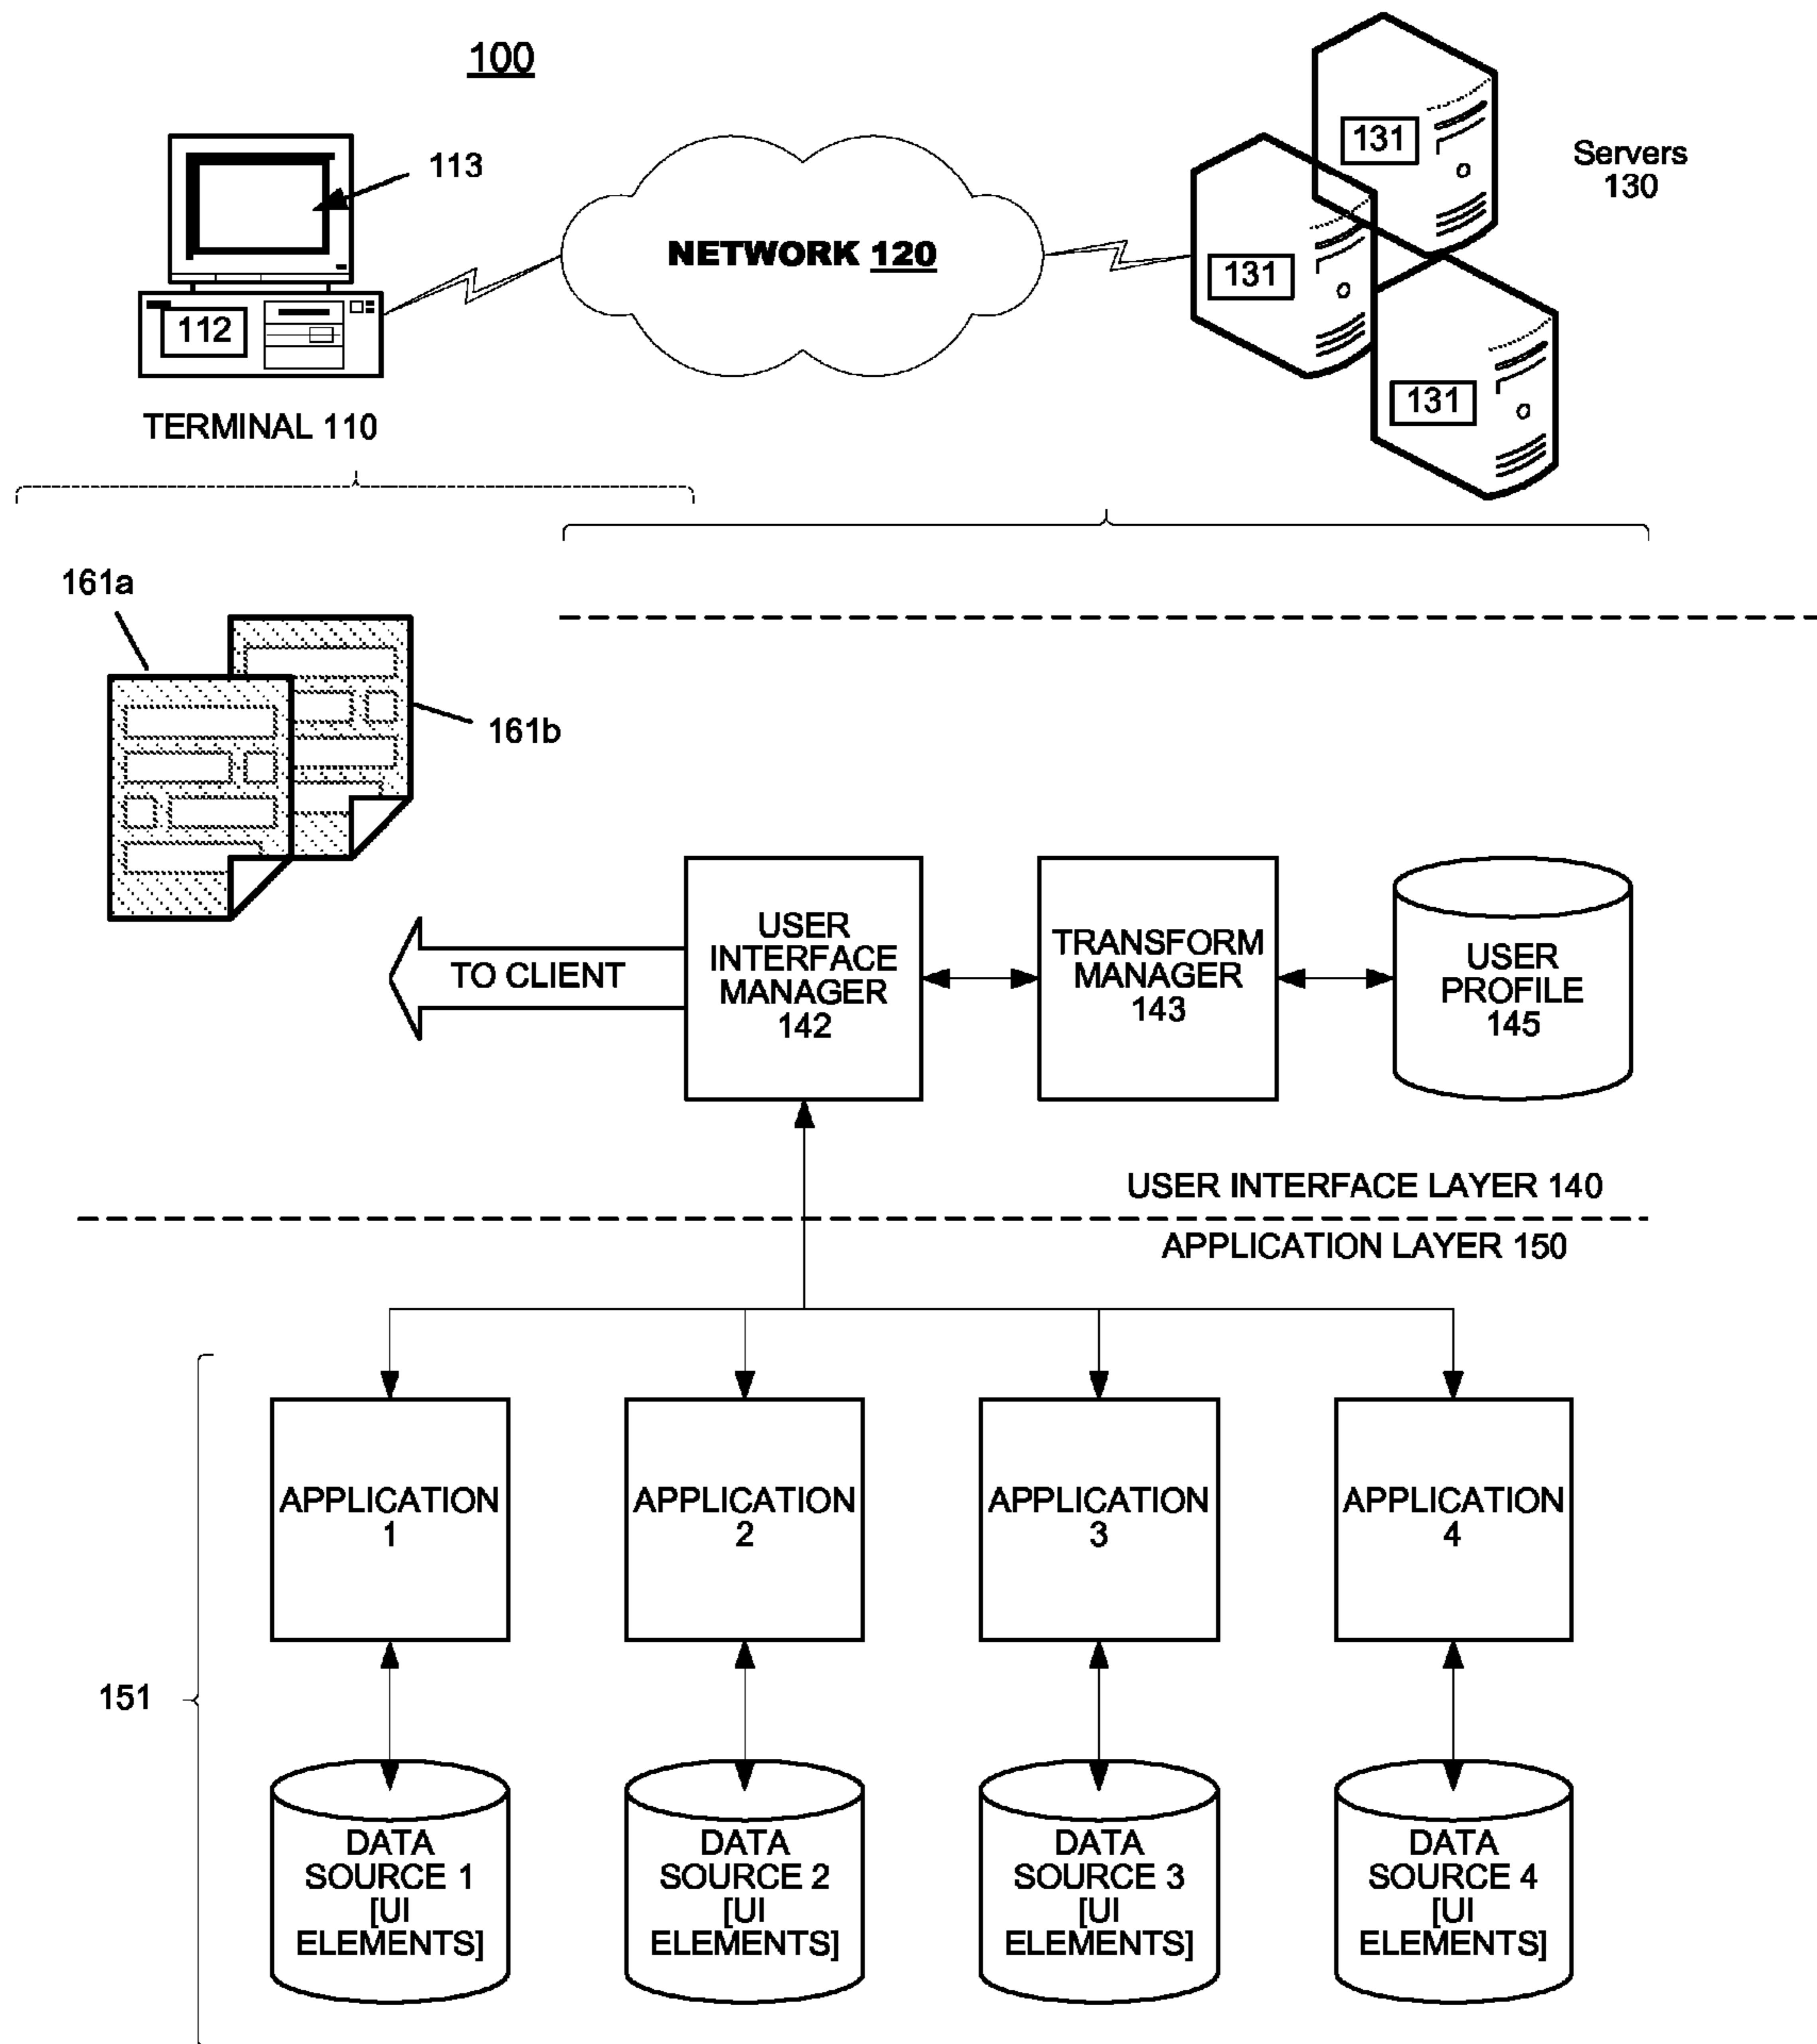 100
113
112
TERMINAL 110
NETWORK 120
131
131
131
Servers
130
161a
161b
TO CLIENT
USER
INTERFACE
MANAGER
142
TRANSFORM
MANAGER
143
USER
PROFILE
145
USER INTERFACE LAYER 140
APPLICATION LAYER 150
151
APPLICATION
1
APPLICATION
2
APPLICATION
3
APPLICATION
4
DATA
SOURCE 1
[UI
ELEMENTS]
DATA
SOURCE 2
[UI
ELEMENTS]
DATA
SOURCE 3
[UI
ELEMENTS]
DATA
SOURCE 4
[UI
ELEMENTS]